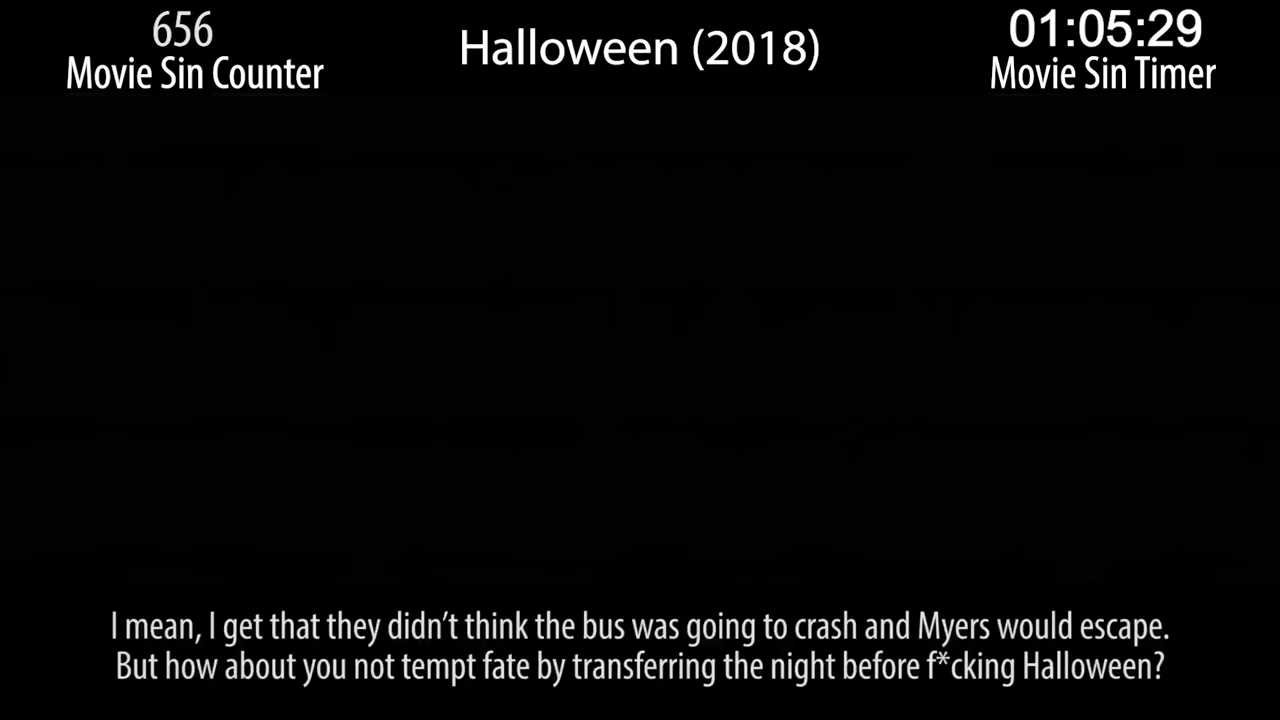 656
Movie Sin Counter
Halloween (2018)
01:05:29
Movie Sin Timer
I mean, I get that they didn’t think the bus was going to crash and Myers would escape.
But how about you not tempt fate by transferring the night before f*cking Halloween?